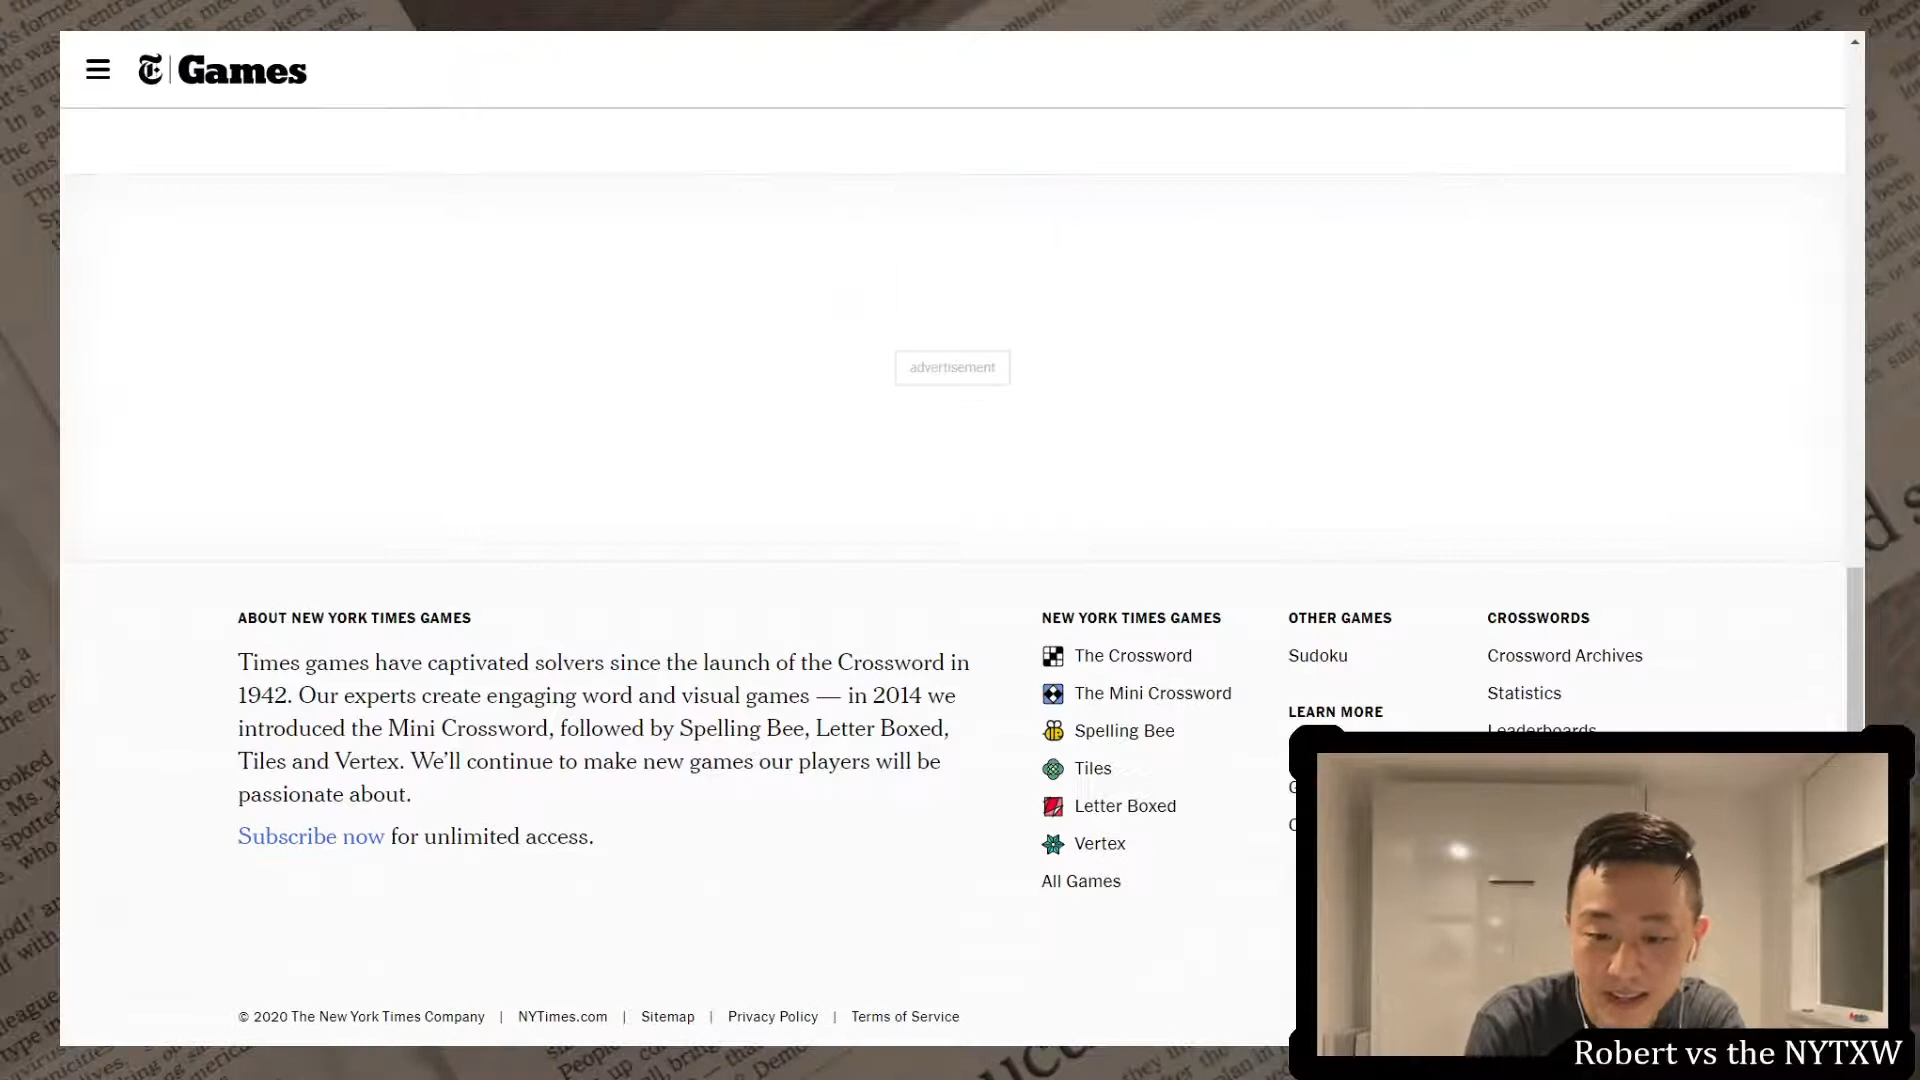 Games
advertisement
ABOUT NEW YORK TIMES GAMES
Times games have captivated solvers since the launch of the Crossword in
1942. Our experts create engaging word and visual games — in 2014 we
introduced the Mini Crossword, followed by Spelling Bee, Letter Boxed,
Tiles and Vertex. We’ll continue to make new games our players will be
passionate about.
Subscribe now for unlimited access.
NEW YORK TIMES GAMES
The Crossword
The Mini Crossword
Spelling Bee
Tiles
Letter Boxed
Vertex
All Games
OTHER GAMES
Sudoku
LEARN MORE
CROSSWORDS
Crossword Archives
Statistics
Leaderboards
© 2020 The New York Times Company | NYTimes.com | Sitemap | Privacy Policy | Terms of Service
Robert vs the NYTXW